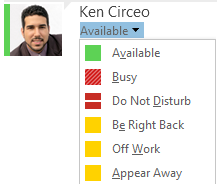 Ken Circeo
Available
Available
Busy
Do Not Disturb
Be Right Back
Off Work
Appear Away